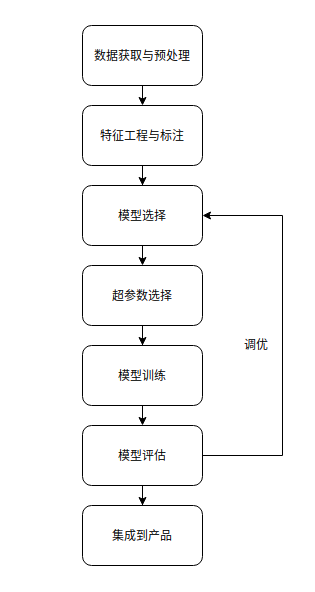 数据获取与预处理
特征工程与标注
模型选择
超参数选择
模型训练
调优
模型评估
集成到产品